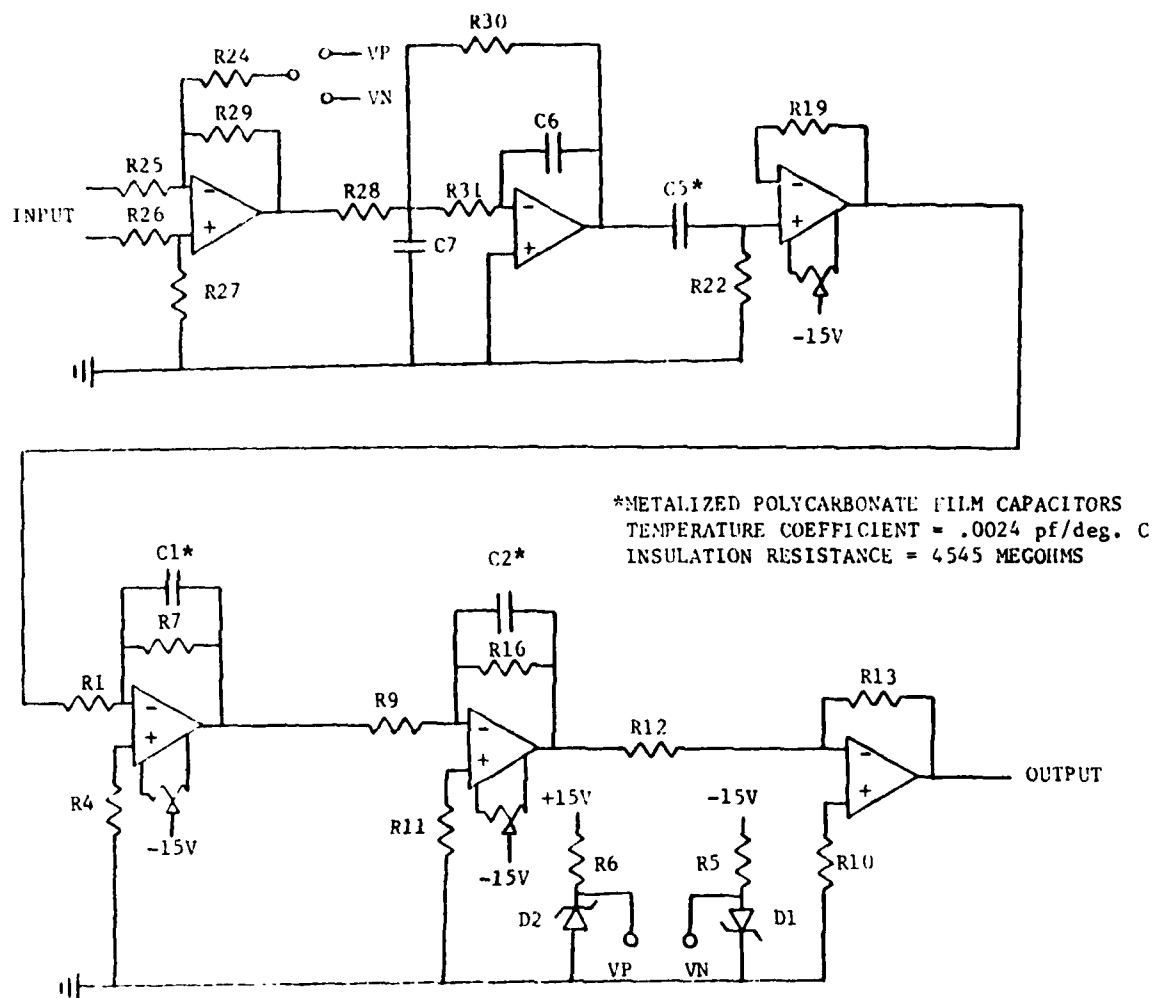 R30
R24
VP
VN
R29
C6
R19
R25
R28
R31
C5*
INPUT
R26
C7
R22
R27
-15V
*METALIZED POLYCARBONATE FILM CAPACITORS
TEMPERATURE COEFFICIENT = .0024 pf/deg. C
INSULATION RESISTANCE = 4545 MEGOHMS
C1*
C2*
R7
R16
R1
R9
R13
R12
OUTPUT
R4
-15V
R11
+15V
-15V
-15V
R6
R5
R10
D2
D1
VP
VN